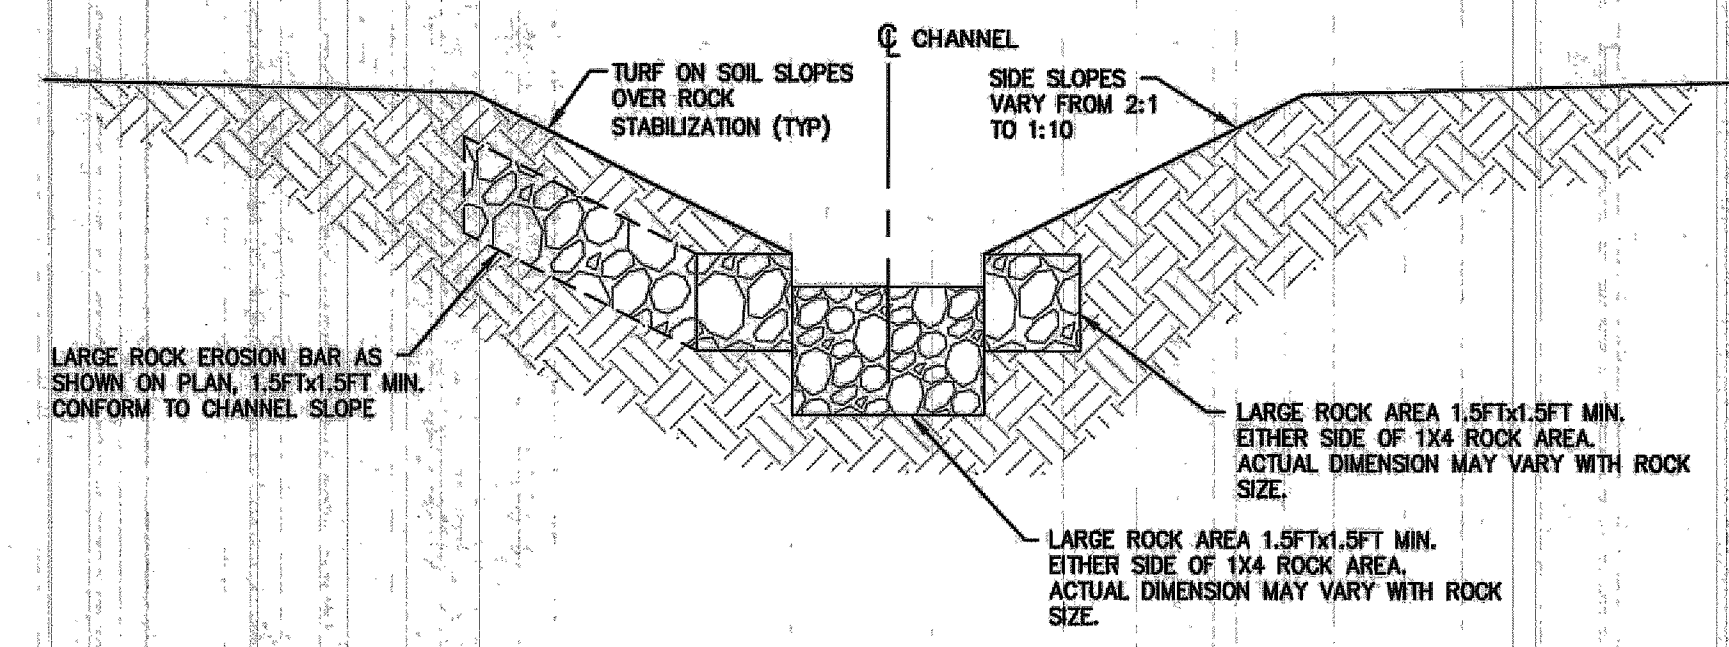 ℄ CHANNEL
TURF ON SOIL SLOPES
OVER ROCK
STABILIZATION (TYP)
SIDE SLOPES
VARY FROM 2:1
TO 1:10
LARGE ROCK EROSION BAR AS
SHOWN ON PLAN, 1.5FTx1.5FT MIN.
CONFORM TO CHANNEL SLOPE
LARGE ROCK AREA 1.5FTx1.5FT MIN.
EITHER SIDE OF 1X4 ROCK AREA.
ACTUAL DIMENSION MAY VARY WITH ROCK
SIZE.
LARGE ROCK AREA 1.5FTx1.5FT MIN.
EITHER SIDE OF 1X4 ROCK AREA.
ACTUAL DIMENSION MAY VARY WITH ROCK
SIZE.